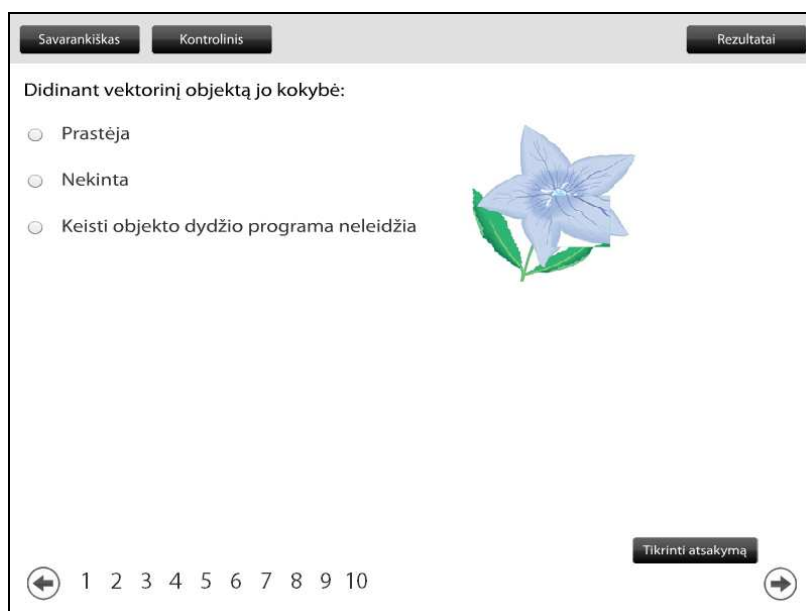 Savarankiškas Kontrolinis Rezultatai
Didinant vektorinį objektą jo kokybė:
Prastėja
Nekinta
Keisti objekto dydžio programa neleidžia
Tikrinti atsakymą
1 2 3 4 5 6 7 8 9 10